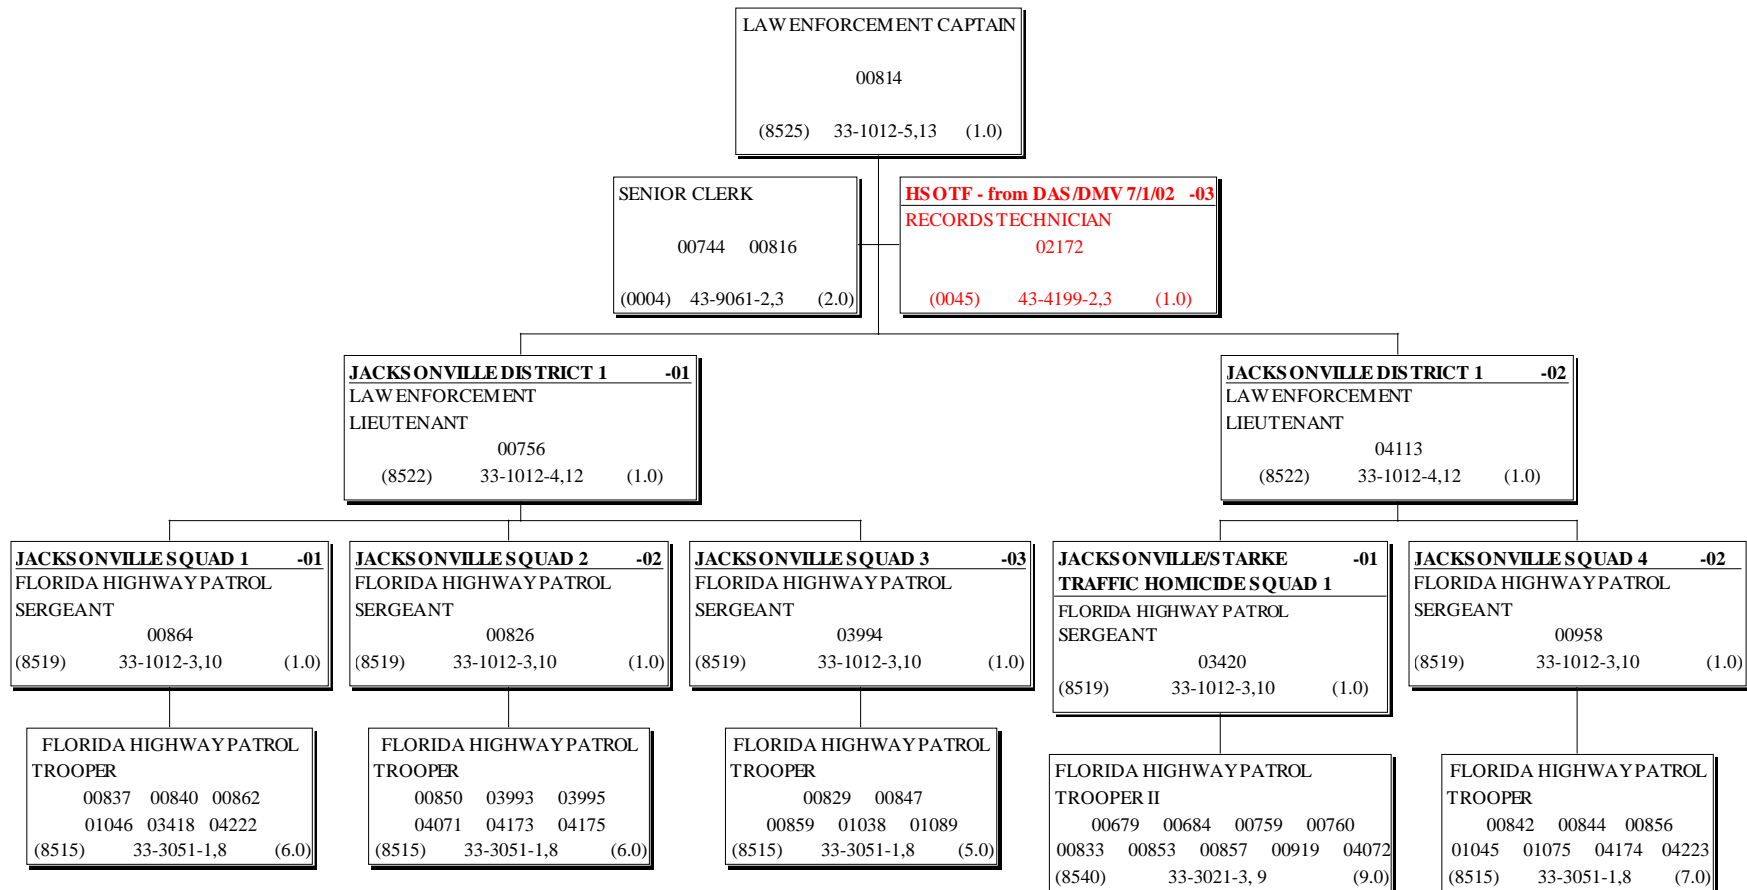 LAW ENFORCEMENT CAPTAIN
00814
(8525) 33-1012-5,13 (1.0)
SENIOR CLERK
00744 00816
(0004) 43-9061-2,3 (2.0)
HSOTF - from DAS/DMV 7/1/02 -03
RECORDS TECHNICIAN
02172
(0045) 43-4199-2,3 (1.0)
JACKSONVILLE DISTRICT 1 -01
LAW ENFORCEMENT
LIEUTENANT
00756
(8522) 33-1012-4,12 (1.0)
JACKSONVILLE DISTRICT 1 -02
LAW ENFORCEMENT
LIEUTENANT
04113
(8522) 33-1012-4,12 (1.0)
JACKSONVILLE SQUAD 1 -01
FLORIDA HIGHWAY PATROL
SERGEANT
00864
(8519) 33-1012-3,10 (1.0)
JACKSONVILLE SQUAD 2 -02
FLORIDA HIGHWAY PATROL
SERGEANT
00826
(8519) 33-1012-3,10 (1.0)
JACKSONVILLE SQUAD 3 -03
FLORIDA HIGHWAY PATROL
SERGEANT
03994
(8519) 33-1012-3,10 (1.0)
JACKSONVILLE/STARKE -01
TRAFFIC HOMICIDE SQUAD 1
FLORIDA HIGHWAY PATROL
SERGEANT
03420
(8519) 33-1012-3,10 (1.0)
JACKSONVILLE SQUAD 4 -02
FLORIDA HIGHWAY PATROL
SERGEANT
00958
(8519) 33-1012-3,10 (1.0)
FLORIDA HIGHWAY PATROL
TROOPER
00837 00840 00862
01046 03418 04222
(8515) 33-3051-1,8 (6.0)
FLORIDA HIGHWAY PATROL
TROOPER
00850 03993 03995
04071 04173 04175
(8515) 33-3051-1,8 (6.0)
FLORIDA HIGHWAY PATROL
TROOPER
00829 00847
00859 01038 01089
(8515) 33-3051-1,8 (5.0)
FLORIDA HIGHWAY PATROL
TROOPER II
00679 00684 00759 00760
00833 00853 00857 00919 04072
(8540) 33-3021-3, 9 (9.0)
FLORIDA HIGHWAY PATROL
TROOPER
00842 00844 00856
01045 01075 04174 04223
(8515) 33-3051-1,8 (7.0)